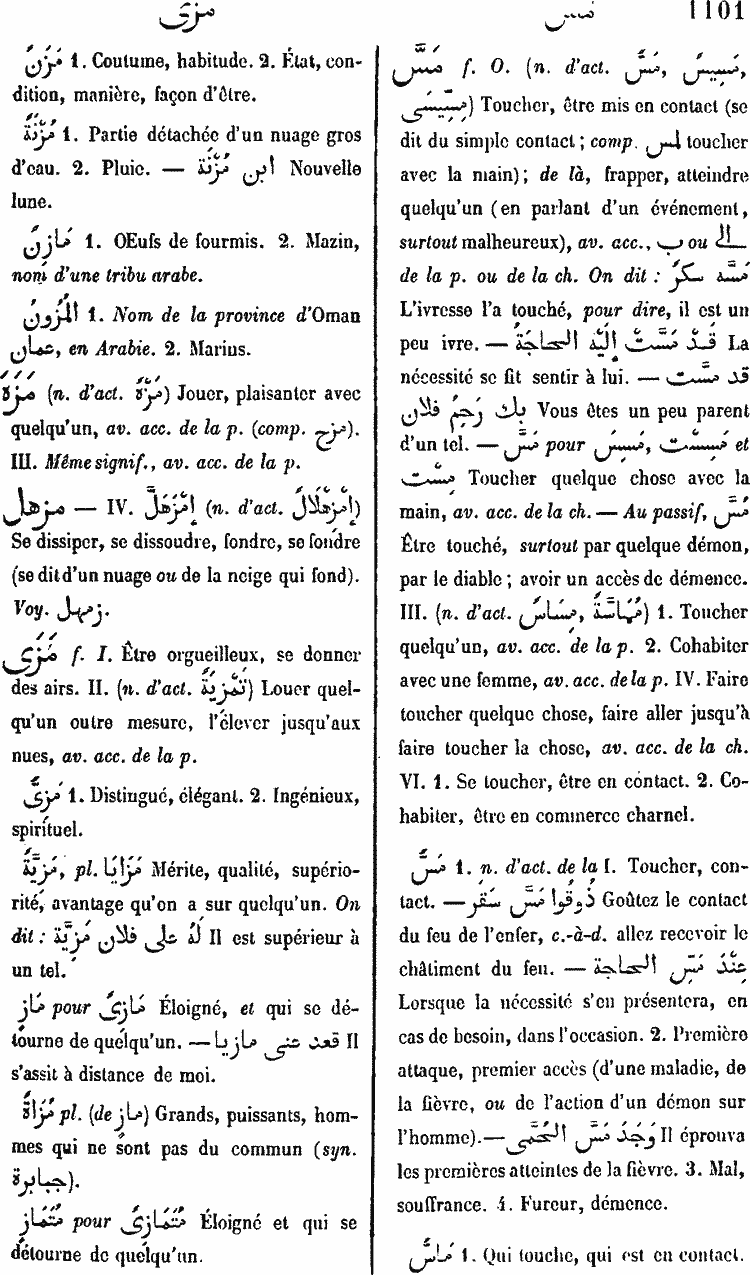 مزى
مس
1101
مَزْنٌ 1. Coutume, habitude. 2. État, con-
dition, manière, façon d'être.
مُزْنَةٌ 1. Partie détachée d'un nuage gros
d'eau. 2. Pluie. — ابن مُزْنَة Nouvelle
lune.
مَازِنٌ 1. OEufs de fourmis. 2. Mazin,
nom d'une tribu arabe.
المَزُونُ 1. Nom de la province d'Oman
عمان, en Arabie. 2. Marius.
مَزَهَ (n. d'act. مَزْهٌ) Jouer, plaisanter avec
quelqu'un, av. acc. de la p. (comp. مزح).
III. Même signif., av. acc. de la p.
مزهل — IV. إِمْزَهَلَّ (n. d'act. إِمْزِهْلَالٌ)
Se dissiper, se dissoudre, fondre, se fondre
(se dit d'un nuage ou de la neige qui fond).
Voy. زمهل.
مَزَى f. I. Être orgueilleux, se donner
des airs. II. (n. d'act. تَمْزِيَةٌ) Louer quel-
qu'un outre mesure, l'élever jusqu'aux
nues, av. acc. de la p.
مَزِىٌّ 1. Distingué, élégant. 2. Ingénieux,
spirituel.
مَزِيَّةٌ, pl. مَزَايَا Mérite, qualité, supério-
rité, avantage qu'on a sur quelqu'un. On
dit : لَهُ على فلان مَزِيَّة Il est supérieur à
un tel.
مَازٍ pour مَازِىٌ Éloigné, et qui se dé-
tourne de quelqu'un. — قعد عنى مازيا Il
s'assit à distance de moi.
مُزَاةٌ pl. (de مازٍ) Grands, puissants, hom-
mes qui ne sont pas du commun (syn.
جبابرة).
مُتَمَازٍ pour مُتَمَازِىٌ Éloigné et qui se
détourne de quelqu'un.
مَسَّ f. O. (n. d'act. مَسٌّ, مَسِيسٌ,
مِسِّيسَى) Toucher, être mis en contact (se
dit du simple contact; comp. لمس toucher
avec la main); de là, frapper, atteindre
quelqu'un (en parlant d'un événement,
surtout malheureux), av. acc., ب ou الى
de la p. ou de la ch. On dit : مَسَّه سكرٌ
L'ivresse l'a touché, pour dire, il est un
peu ivre. — قَدْ مَسَّتْ إِلَيْهِ الحاجَةُ La
nécessité se fit sentir à lui. — قد مسّت
بك رَحِمُ فلان Vous êtes un peu parent
d'un tel. — مَسَّ pour مَسِسَ, مَسِسْت et
مِسْت Toucher quelque chose avec la
main, av. acc. de la ch. — Au passif, مُسَّ
Être touché, surtout par quelque démon,
par le diable; avoir un accès de démence.
III. (n. d'act. مُمَاسَّةٌ, مِسَاسٌ) 1. Toucher
quelqu'un, av. acc. de la p. 2. Cohabiter
avec une femme, av. acc. de la p. IV. Faire
toucher quelque chose, faire aller jusqu'à
faire toucher la chose, av. acc. de la ch.
VI. 1. Se toucher, être en contact. 2. Co-
habiter, être en commerce charnel.
مَسٌّ 1. n. d'act. de la I. Toucher, con-
tact. — ذُوقُوا مَسَّ سَقَر Goûtez le contact
du feu de l'enfer, c.-à-d. allez recevoir le
châtiment du feu. — عِنْدَ مَسِّ الحاجة
Lorsque la nécessité s'en présentera, en
cas de besoin, dans l'occasion. 2. Première
attaque, premier accès (d'une maladie, de
la fièvre, ou de l'action d'un démon sur
l'homme).— وَجَدَ مَسَّ الحُمَّى Il éprouva
les premières atteintes de la fièvre. 3. Mal,
souffrance. 4. Fureur, démence.
مَاسٌّ 1. Qui touche, qui est en contact.